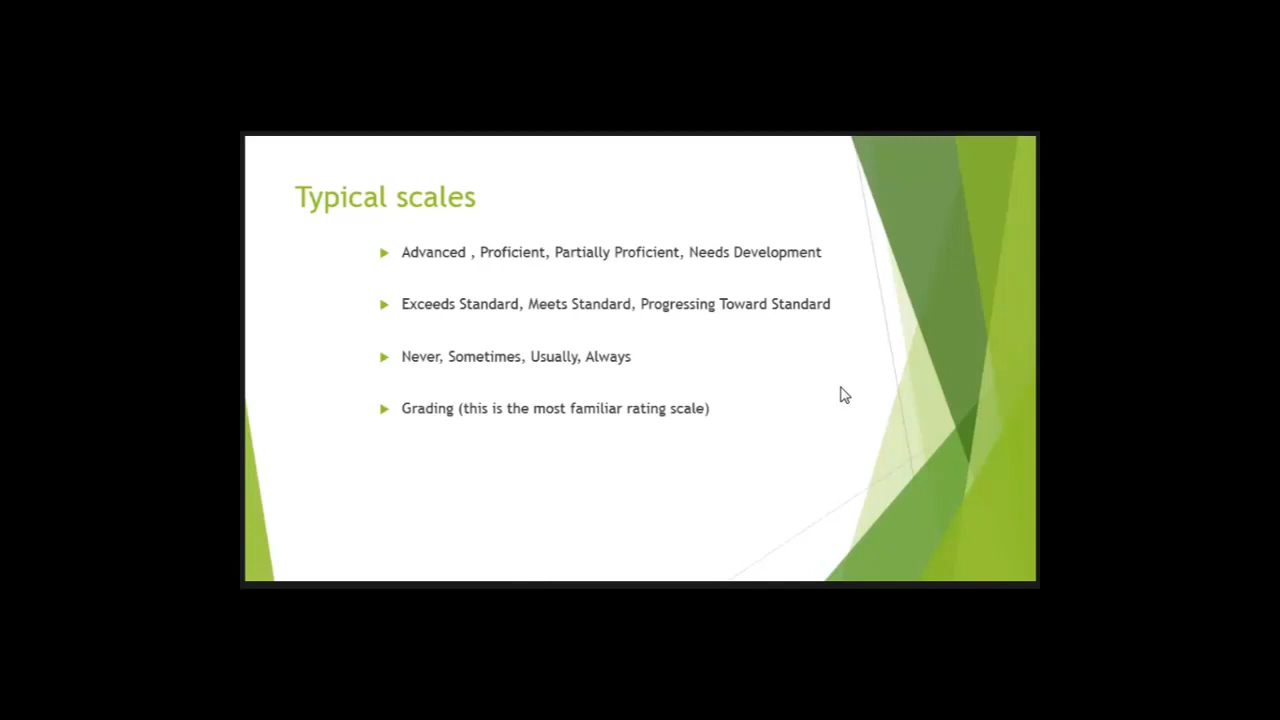 Typical scales
Advanced , Proficient, Partially Proficient, Needs Development
Exceeds Standard, Meets Standard, Progressing Toward Standard
Never, Sometimes, Usually, Always
Grading (this is the most familiar rating scale)